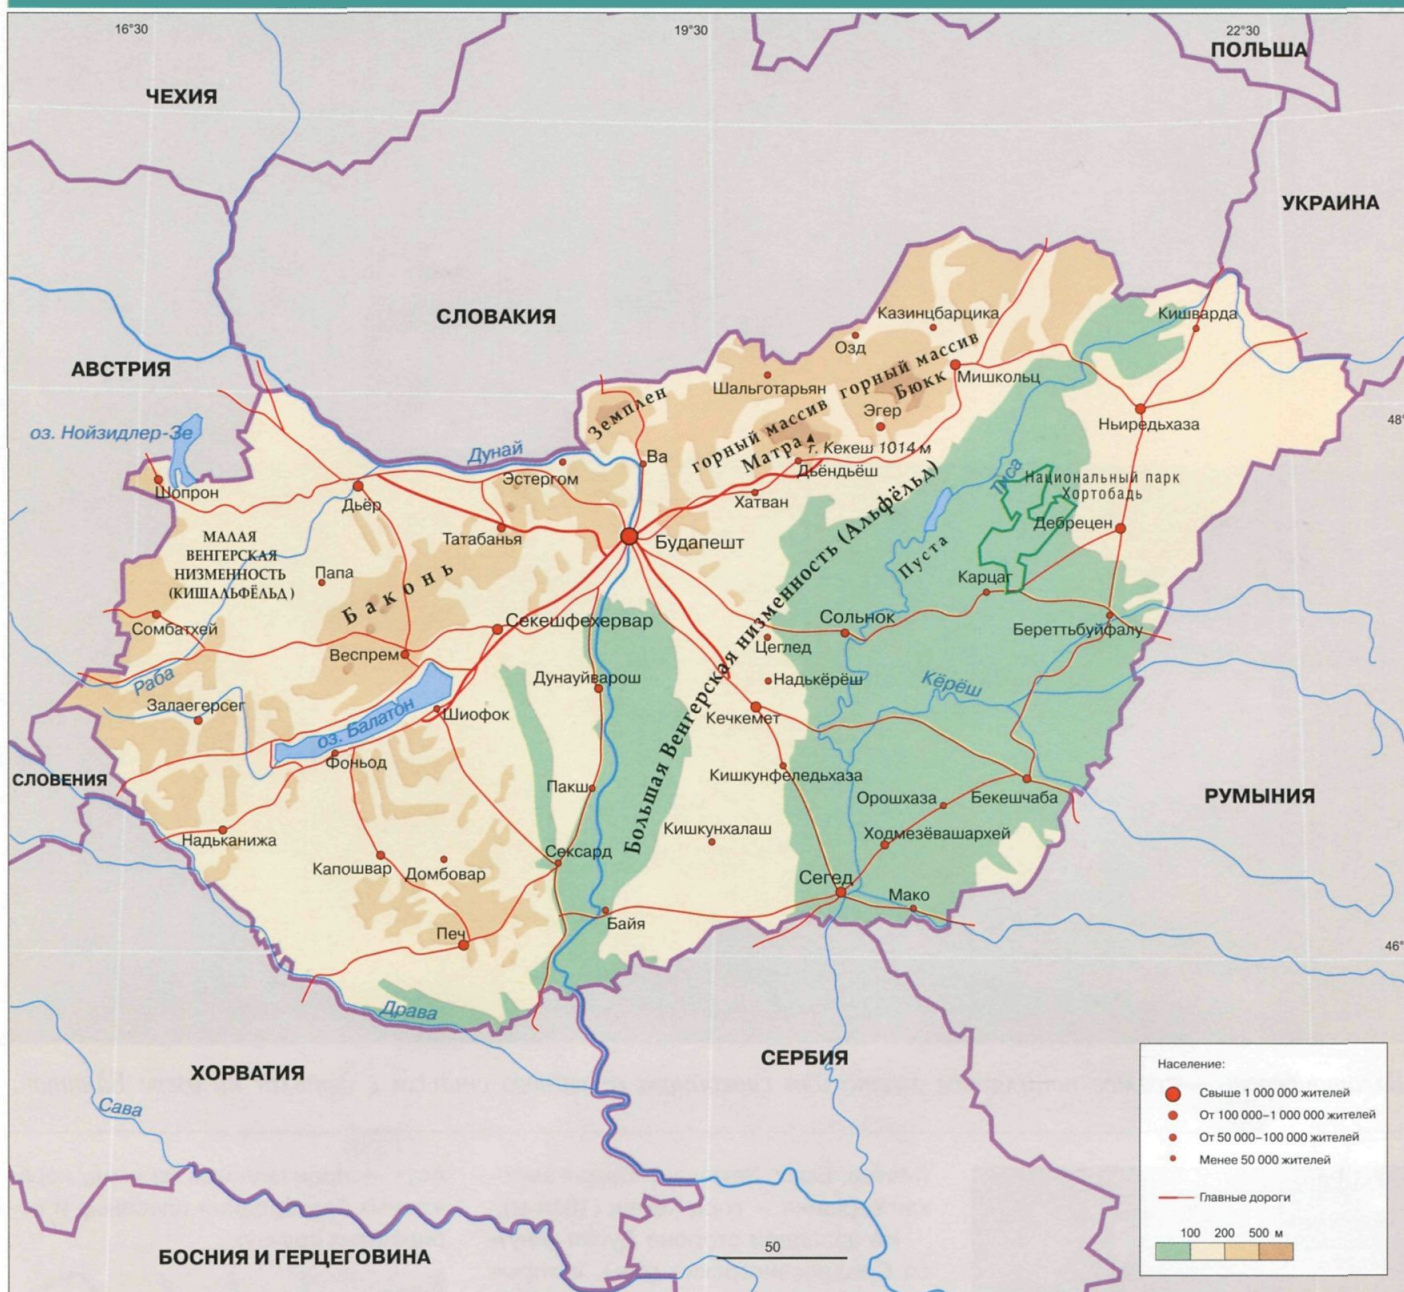 16°30
19°30
22°30
ПОЛЬША
ЧЕХИЯ
УКРАИНА
СЛОВАКИЯ
АВСТРИЯ
Казинцбарцика
Кишварда
Озд
горный массив
Бюкк
Мишкольц
Шальготарьян
Земплен
Эгер
48°
Ньиредьхаза
оз. Нойзидлер-Зе
горный массив
Матра
г. Кекеш 1014 м
Дунай
Ва
Дьёндьёш
Эстергом
Тиса
Национальный парк
Хортобадь
Шопрон
Дьёр
Хатван
Дебрецен
МАЛАЯ
ВЕНГЕРСКАЯ
НИЗМЕННОСТЬ
(КИШАЛЬФЁЛЬД)
Татабанья
Будапешт
Пуста
Папа
Баконь
Карцаг
Большая Венгерская низменность (Альфёльд)
Сомбатхей
Секешфехервар
Сольнок
Береттьбуйфалу
Веспрем
Цеглед
Раба
Дунауйварош
Надькёрёш
Кёрёш
Залаегерсег
оз. Балатон
Шиофок
Кечкемет
Фоньод
СЛОВЕНИЯ
Кишкунфеледьхаза
Пакш
Орошхаза
Бекешчаба
РУМЫНИЯ
Надьканижа
Кишкунхалаш
Ходмезёвашархей
Сексард
Капошвар
Домбовар
Сегед
Мако
Печ
Байя
46°
Драва
ХОРВАТИЯ
СЕРБИЯ
Сава
БОСНИЯ И ГЕРЦЕГОВИНА
50
Население:
Свыше 1 000 000 жителей
От 100 000–1 000 000 жителей
От 50 000–100 000 жителей
Менее 50 000 жителей
Главные дороги
100 200 500 м